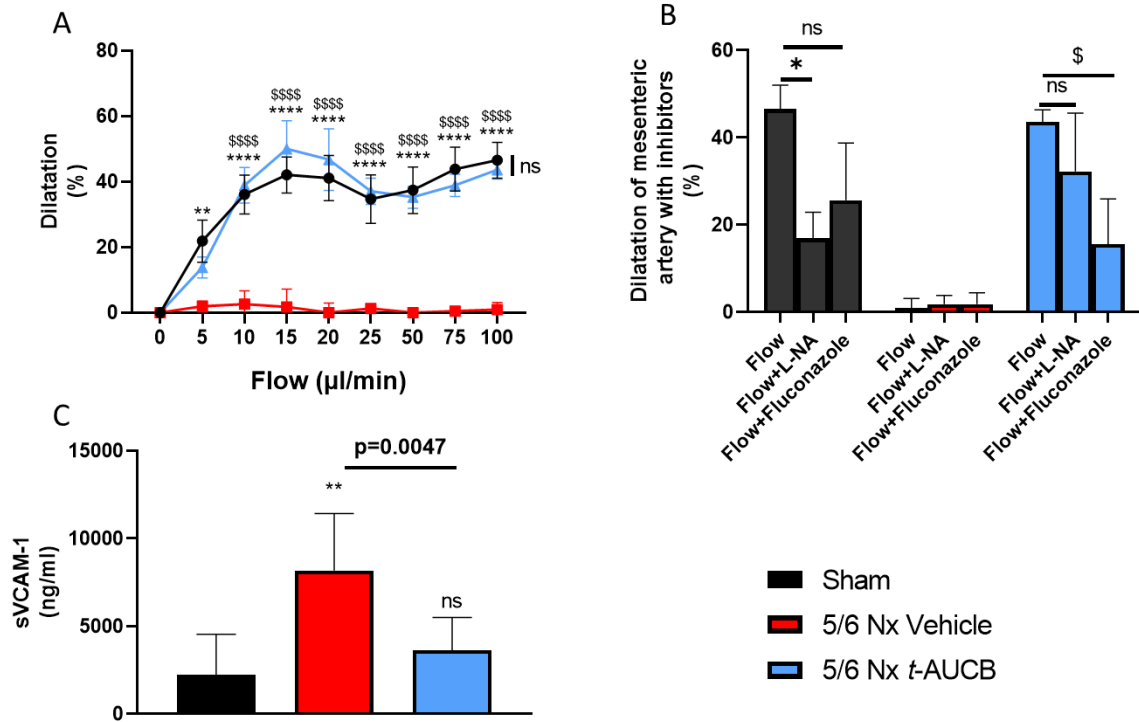 A
Dilatation
(%)
80
60
40
20
0
**
$$$$
****
$$$$
****
$$$$
****
$$$$
****
$$$$
****
$$$$
****
$$$$
****
ns
0 5 10 15 20 25 50 75 100
Flow (µl/min)
B
Dilatation of mesenteric
artery with inhibitors
(%)
60
40
20
0
ns
*
$
ns
Flow
Flow+L-NA
Flow+Fluconazole
Flow
Flow+L-NA
Flow+Fluconazole
Flow
Flow+L-NA
Flow+Fluconazole
C
sVCAM-1
(ng/ml)
15000
10000
5000
0
p=0.0047
**
ns
Sham
5/6 Nx Vehicle
5/6 Nx t-AUCB